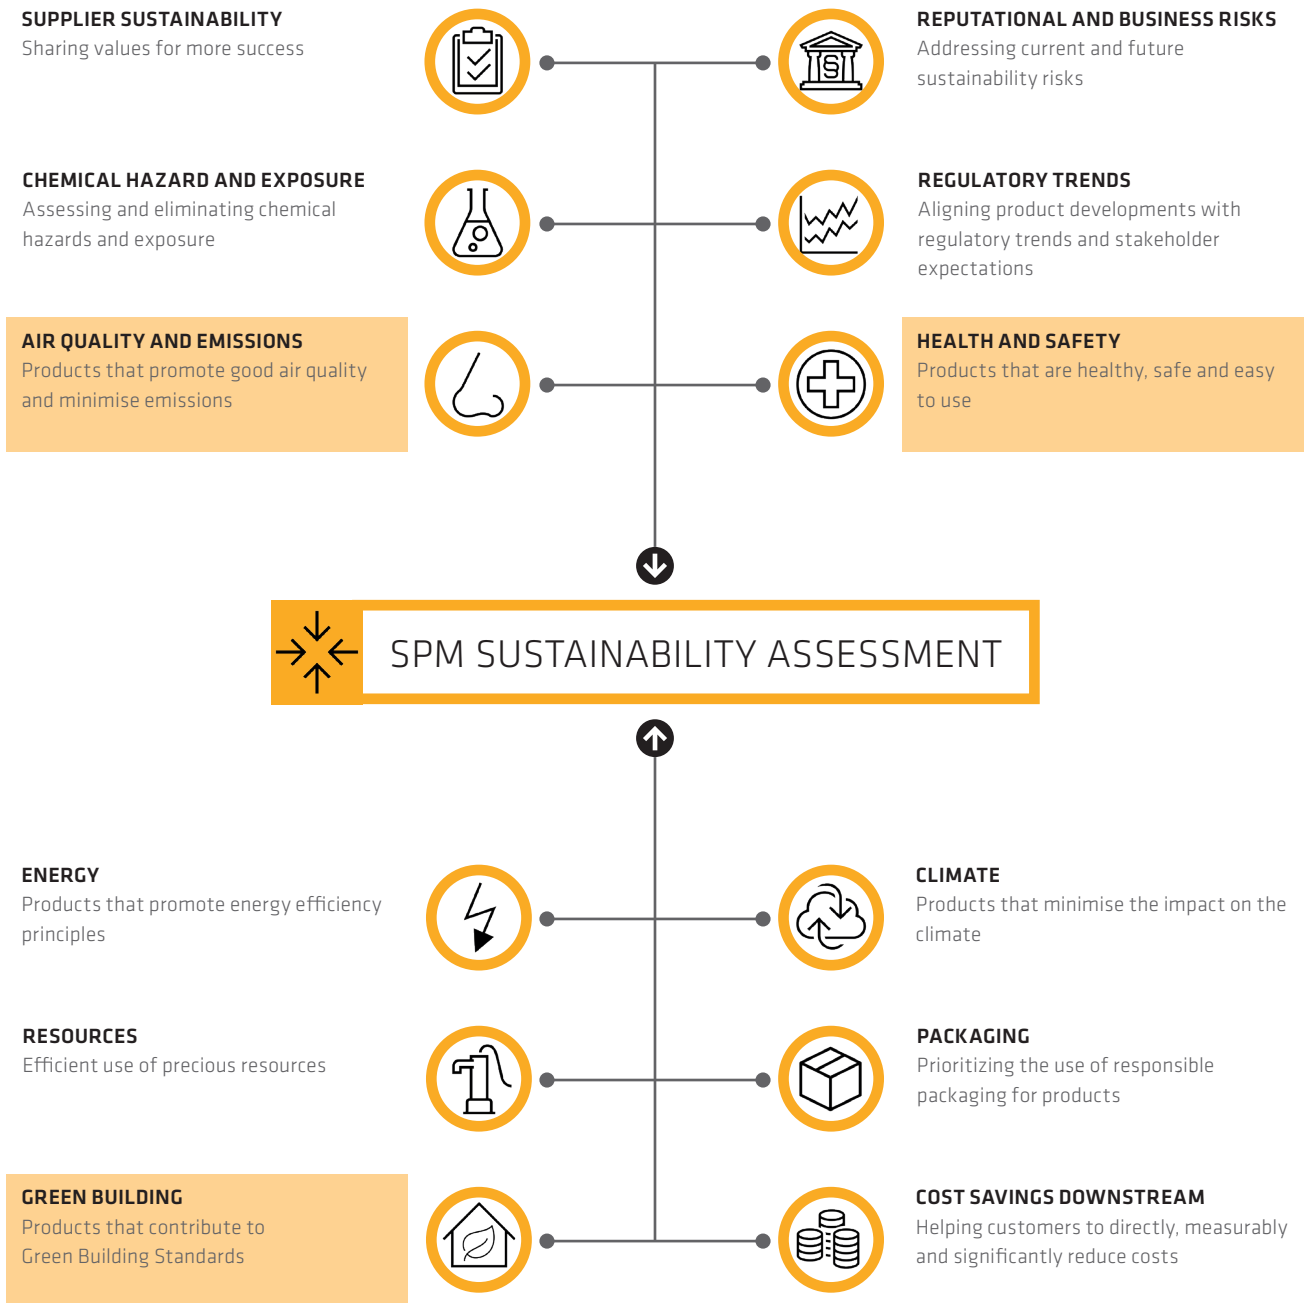 SUPPLIER SUSTAINABILITY
Sharing values for more success
REPUTATIONAL AND BUSINESS RISKS
Addressing current and future
sustainability risks
§
CHEMICAL HAZARD AND EXPOSURE
Assessing and eliminating chemical
hazards and exposure
REGULATORY TRENDS
Aligning product developments with
regulatory trends and stakeholder
expectations
AIR QUALITY AND EMISSIONS
Products that promote good air quality
and minimise emissions
HEALTH AND SAFETY
Products that are healthy, safe and easy
to use
SPM SUSTAINABILITY ASSESSMENT
ENERGY
Products that promote energy efficiency
principles
CLIMATE
Products that minimise the impact on the
climate
RESOURCES
Efficient use of precious resources
PACKAGING
Prioritizing the use of responsible
packaging for products
GREEN BUILDING
Products that contribute to
Green Building Standards
COST SAVINGS DOWNSTREAM
Helping customers to directly, measurably
and significantly reduce costs